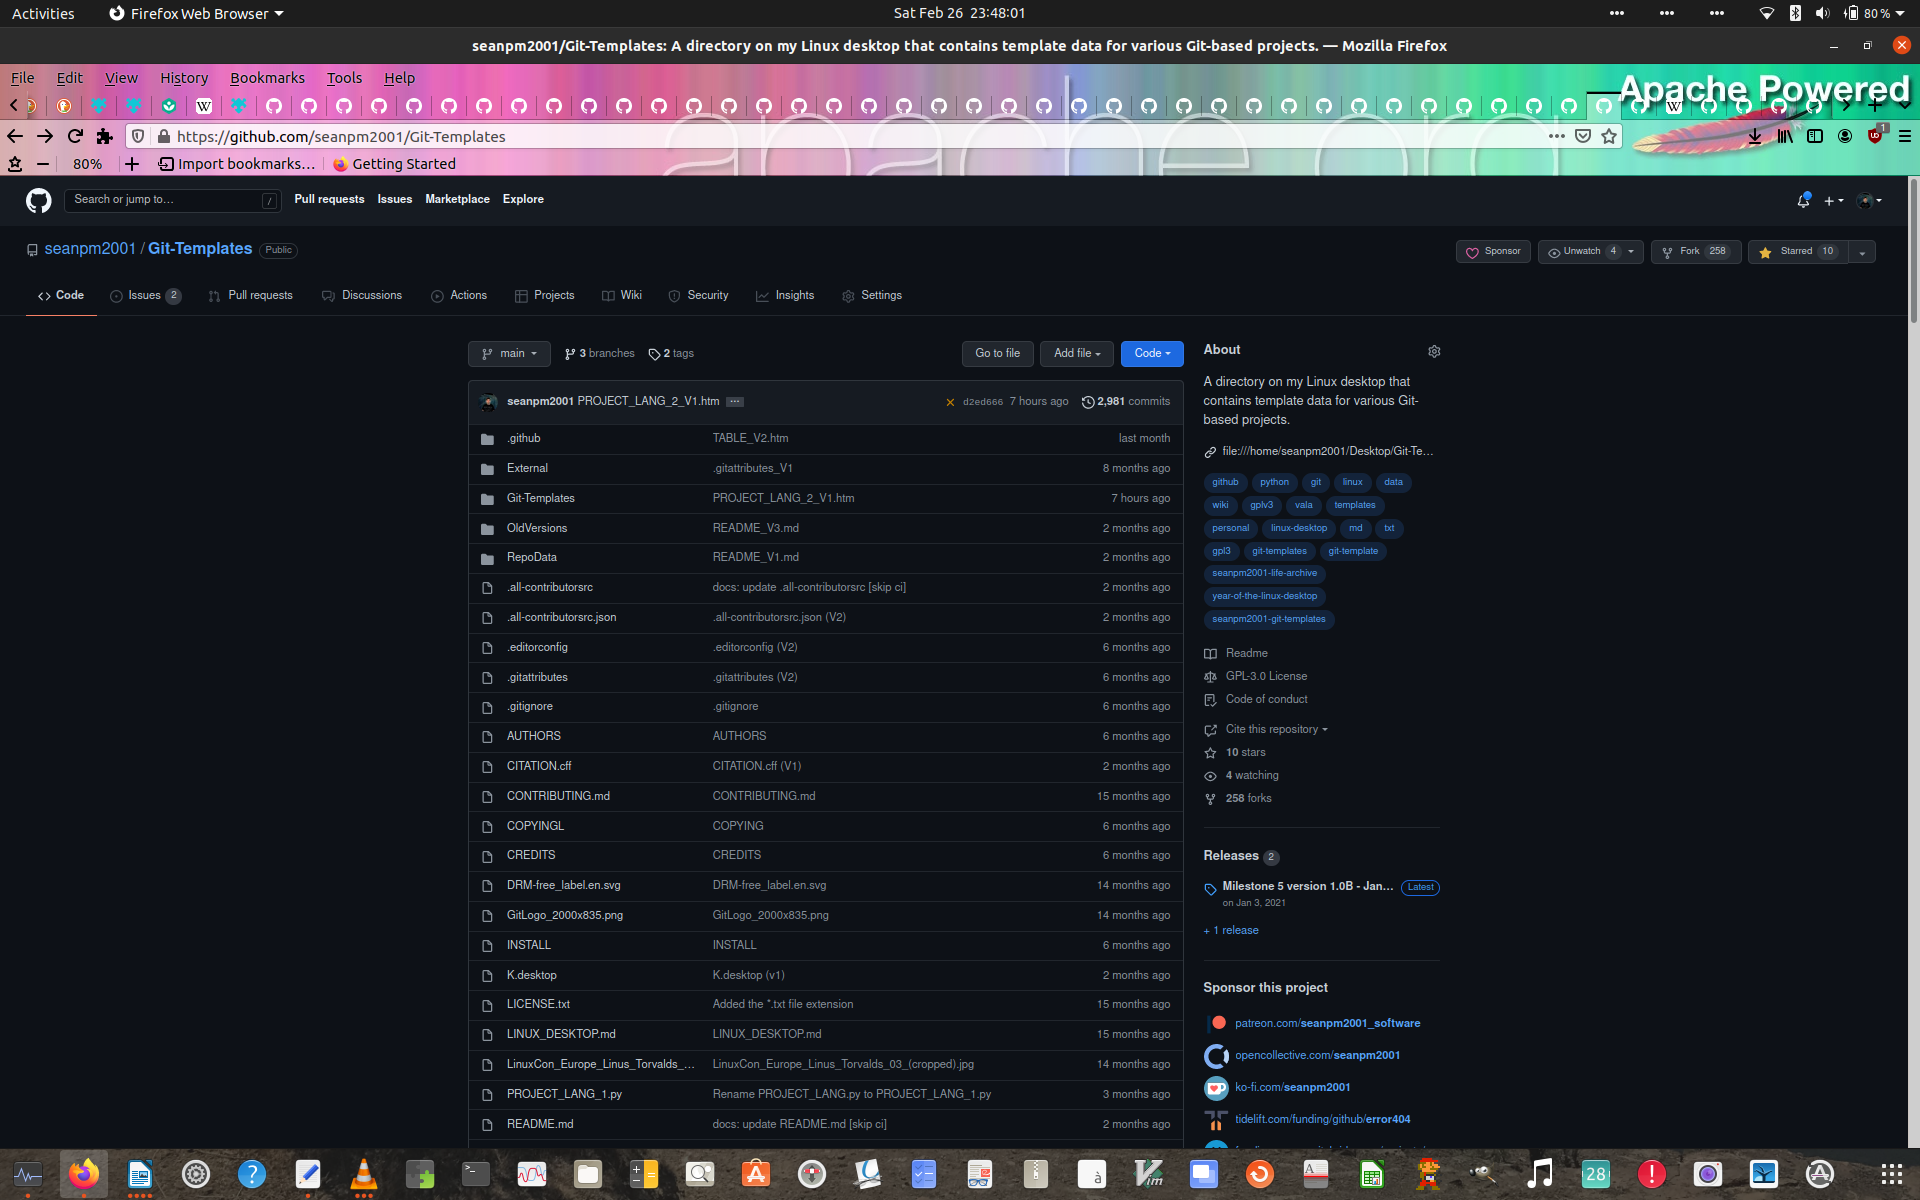 Activities Firefox Web Browser Sat Feb 26 23:48:01 80 %
seanpm2001/Git-Templates: A directory on my Linux desktop that contains template data for various Git-based projects. — Mozilla Firefox
File Edit View History Bookmarks Tools Help
Apache Powered
https://github.com/seanpm2001/Git-Templates
80% Import bookmarks… Getting Started
Search or jump to… / Pull requests Issues Marketplace Explore
seanpm2001 / Git-Templates Public
Sponsor Unwatch 4 Fork 258 Starred 10
Code Issues 2 Pull requests Discussions Actions Projects Wiki Security Insights Settings
main 3 branches 2 tags Go to file Add file Code
seanpm2001 PROJECT_LANG_2_V1.htm ... d2ed666 7 hours ago 2,981 commits
.github TABLE_V2.htm last month
External .gitattributes_V1 8 months ago
Git-Templates PROJECT_LANG_2_V1.htm 7 hours ago
OldVersions README_V3.md 2 months ago
RepoData README_V1.md 2 months ago
.all-contributorsrc docs: update .all-contributorsrc [skip ci] 2 months ago
.all-contributorsrc.json .all-contributorsrc.json (V2) 2 months ago
.editorconfig .editorconfig (V2) 6 months ago
.gitattributes .gitattributes (V2) 6 months ago
.gitignore .gitignore 6 months ago
AUTHORS AUTHORS 6 months ago
CITATION.cff CITATION.cff (V1) 2 months ago
CONTRIBUTING.md CONTRIBUTING.md 15 months ago
COPYINGL COPYING 6 months ago
CREDITS CREDITS 6 months ago
DRM-free_label.en.svg DRM-free_label.en.svg 14 months ago
GitLogo_2000x835.png GitLogo_2000x835.png 14 months ago
INSTALL INSTALL 6 months ago
K.desktop K.desktop (v1) 2 months ago
LICENSE.txt Added the *.txt file extension 15 months ago
LINUX_DESKTOP.md LINUX_DESKTOP.md 15 months ago
LinuxCon_Europe_Linus_Torvalds_… LinuxCon_Europe_Linus_Torvalds_03_(cropped).jpg 14 months ago
PROJECT_LANG_1.py Rename PROJECT_LANG.py to PROJECT_LANG_1.py 3 months ago
README.md docs: update README.md [skip ci] 2 months ago
About
A directory on my Linux desktop that
contains template data for various Git-
based projects.
file:///home/seanpm2001/Desktop/Git-Te…
github python git linux data
wiki gplv3 vala templates
personal linux-desktop md txt
gpl3 git-templates git-template
seanpm2001-life-archive
year-of-the-linux-desktop
seanpm2001-git-templates
Readme
GPL-3.0 License
Code of conduct
Cite this repository
10 stars
4 watching
258 forks
Releases 2
Milestone 5 version 1.0B - Jan… Latest
on Jan 3, 2021
+ 1 release
Sponsor this project
patreon.com/seanpm2001_software
opencollective.com/seanpm2001
ko-fi.com/seanpm2001
tidelift.com/funding/github/error404
28